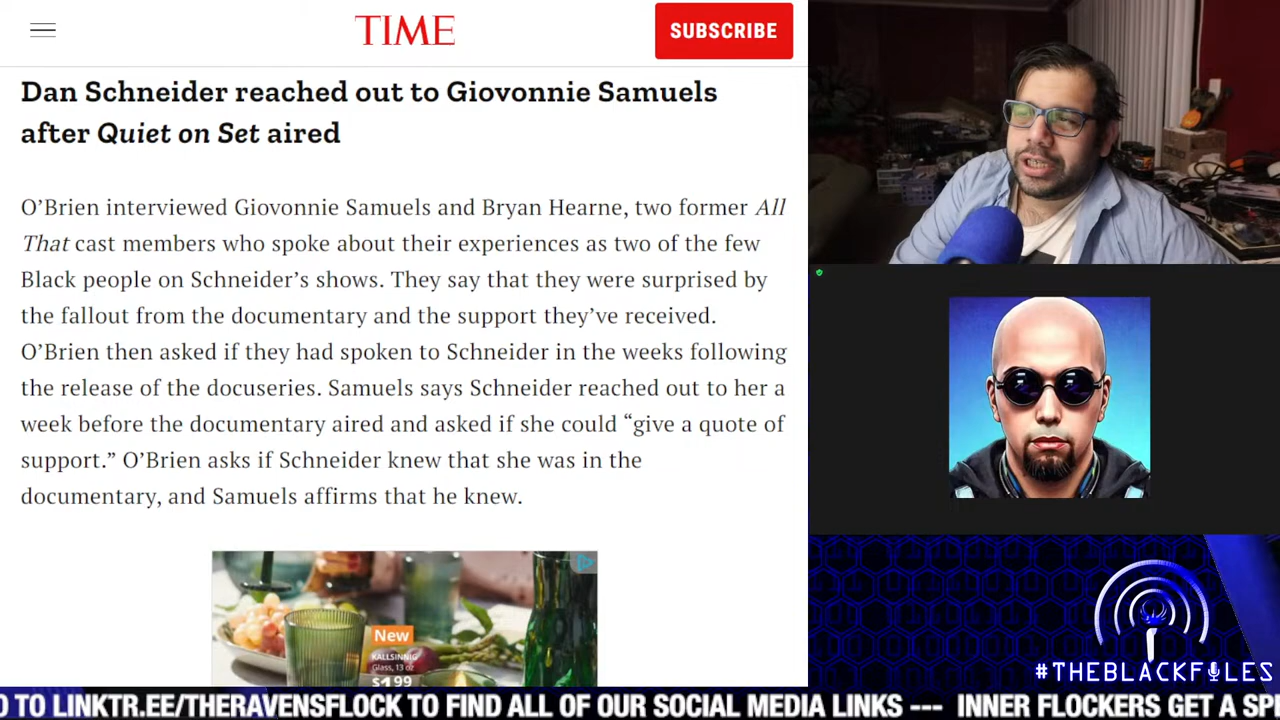 TIME
SUBSCRIBE
Dan Schneider reached out to Giovonnie Samuels
after Quiet on Set aired
O’Brien interviewed Giovonnie Samuels and Bryan Hearne, two former All
That cast members who spoke about their experiences as two of the few
Black people on Schneider’s shows. They say that they were surprised by
the fallout from the documentary and the support they’ve received.
O’Brien then asked if they had spoken to Schneider in the weeks following
the release of the docuseries. Samuels says Schneider reached out to her a
week before the documentary aired and asked if she could “give a quote of
support.” O’Brien asks if Schneider knew that she was in the
documentary, and Samuels affirms that he knew.
New
KALLSINNIG
Glass, 13 oz
$1.99
#THEBLACKFILES
O TO LINKTR.EE/THERAVENSFLOCK TO FIND ALL OF OUR SOCIAL MEDIA LINKS --- INNER FLOCKERS GET A SP